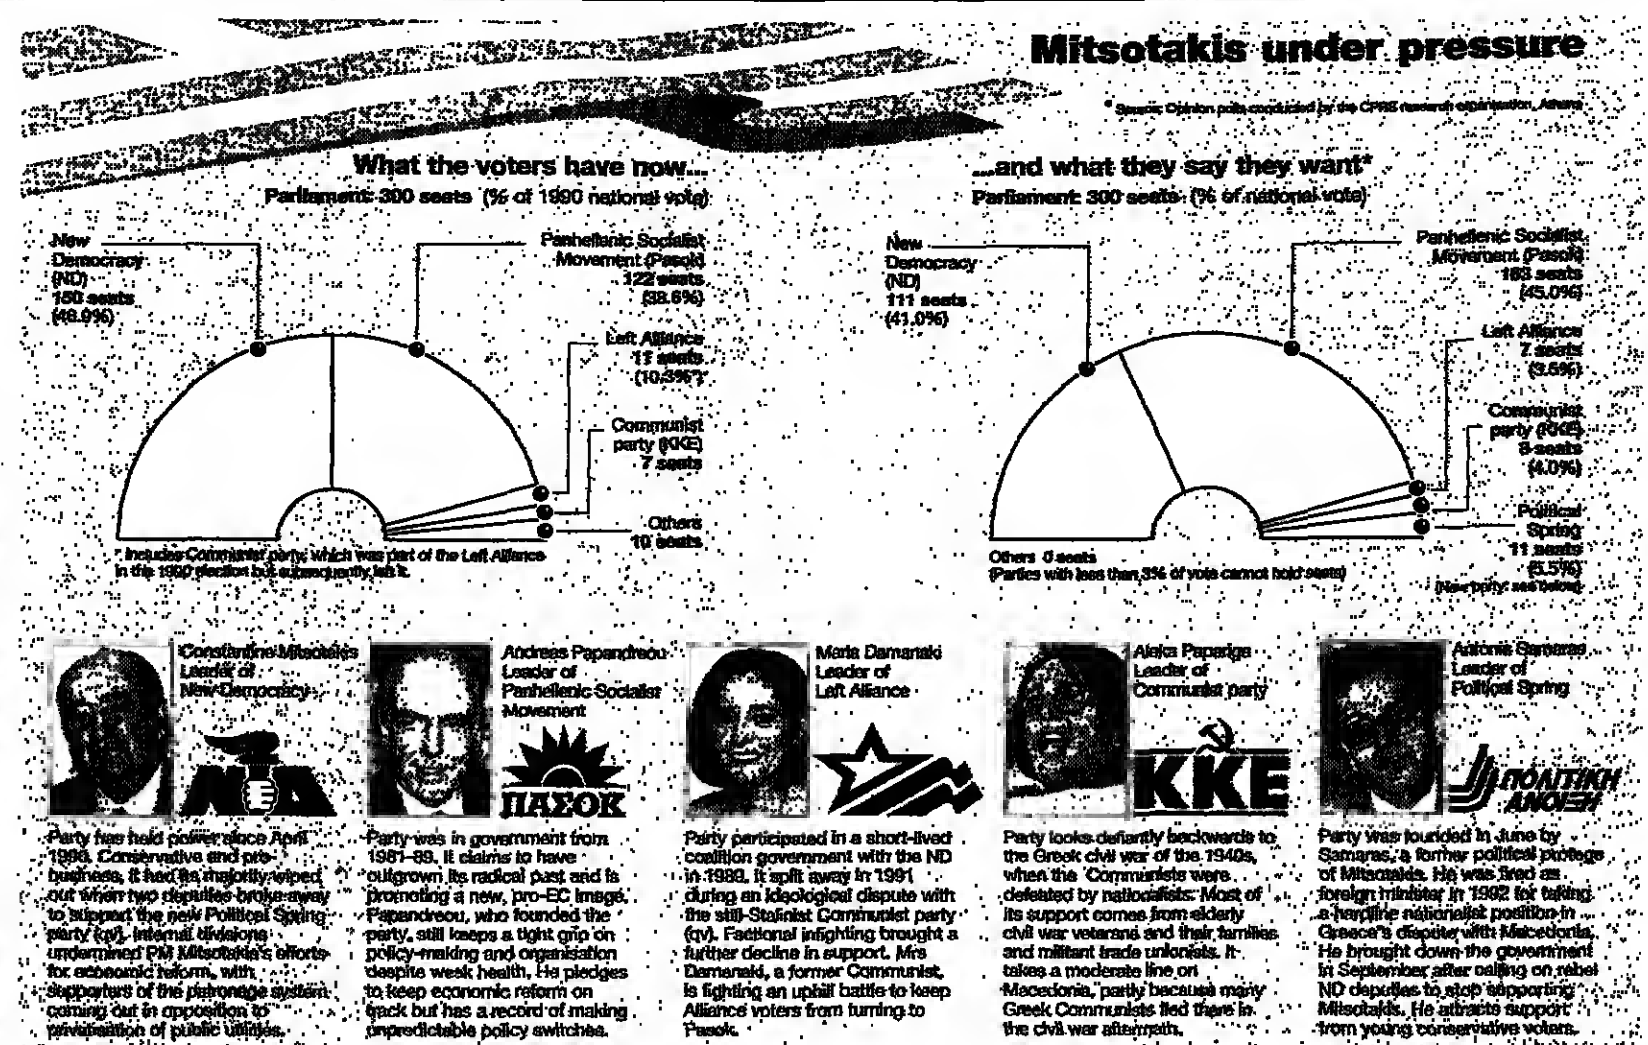 Mitsotakis under pressure
* Source: Opinion polls conducted by the CPRS research organisation, Athens
What the voters have now...
Parliament: 300 seats (% of 1990 national vote)
New
Democracy
(ND)
150 seats
(46.9%)
Panhellenic Socialist
Movement (Pasok)
122 seats
(38.6%)
Left Alliance
11 seats
(10.3%*)
Communist
party (KKE)
7 seats
Others
10 seats
* Includes Communist party, which was part of the Left Alliance
in the 1990 election but subsequently left it.
...and what they say they want*
Parliament: 300 seats (% of national vote)
New
Democracy
(ND)
111 seats
(41.0%)
Panhellenic Socialist
Movement (Pasok)
163 seats
(45.0%)
Left Alliance
7 seats
(3.5%)
Communist
party (KKE)
8 seats
(4.0%)
Political
Spring
11 seats
(5.5%)
(New party: see below)
Others 0 seats
(Parties with less than 3% of vote cannot hold seats)
Constantine Mitsotakis
Leader of
New Democracy
ΝΔ
Party has held power since April
1990. Conservative and pro-
business, it had its majority wiped
out when two deputies broke away
to support the new Political Spring
party (qv). Internal divisions
undermined PM Mitsotakis's efforts
for economic reform, with
supporters of the patronage system
coming out in opposition to
privatisation of public utilities.
Andreas Papandreou
Leader of
Panhellenic Socialist
Movement
ΠΑΣΟΚ
Party was in government from
1981-89. It claims to have
outgrown its radical past and is
promoting a new, pro-EC image.
Papandreou, who founded the
party, still keeps a tight grip on
policy-making and organisation
despite weak health. He pledges
to keep economic reform on
track but has a record of making
unpredictable policy switches.
Maria Damanaki
Leader of
Left Alliance
Party participated in a short-lived
coalition government with the ND
in 1989. It split away in 1991
during an ideological dispute with
the still-Stalinist Communist party
(qv). Factional infighting brought a
further decline in support. Mrs
Damanaki, a former Communist,
is fighting an uphill battle to keep
Alliance voters from turning to
Pasok.
Aleka Papariga
Leader of
Communist party
ΚΚΕ
Party looks defiantly backwards to
the Greek civil war of the 1940s,
when the Communists were
defeated by nationalists. Most of
its support comes from elderly
civil war veterans and their families
and militant trade unionists. It
takes a moderate line on
Macedonia, partly because many
Greek Communists fled there in
the civil war aftermath.
Antonis Samaras
Leader of
Political Spring
ΠΟΛΙΤΙΚΗ
ΑΝΟΙΞΗ
Party was founded in June by
Samaras, a former political protege
of Mitsotakis. He was fired as
foreign minister in 1992 for taking
a hardline nationalist position in
Greece's dispute with Macedonia.
He brought down the government
in September after calling on rebel
ND deputies to stop supporting
Mitsotakis. He attracts support
from young conservative voters.